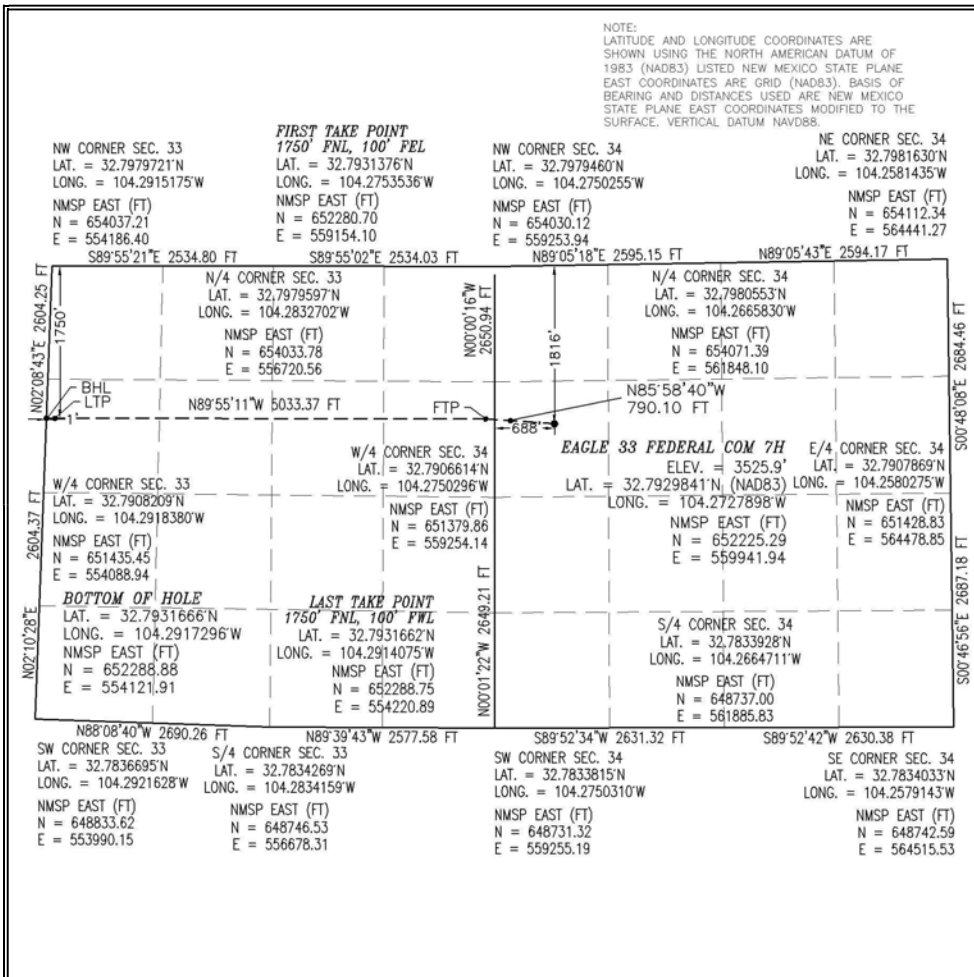 NOTE:
LATITUDE AND LONGITUDE COORDINATES ARE
SHOWN USING THE NORTH AMERICAN DATUM OF
1983 (NAD83) LISTED NEW MEXICO STATE PLANE
EAST COORDINATES ARE GRID (NAD83). BASIS OF
BEARING AND DISTANCES USED ARE NEW MEXICO
STATE PLANE EAST COORDINATES MODIFIED TO THE
SURFACE. VERTICAL DATUM NAVD88.
NW CORNER SEC. 33
LAT. = 32.7979721'N
LONG. = 104.2915175'W
NMSP EAST (FT)
N = 654037.21
E = 554186.40
FIRST TAKE POINT
1750' FNL, 100' FEL
LAT. = 32.7931376'N
LONG. = 104.2753536'W
NMSP EAST (FT)
N = 652280.70
E = 559154.10
NW CORNER SEC. 34
LAT. = 32.7979460'N
LONG. = 104.2750255'W
NMSP EAST (FT)
N = 654030.12
E = 559253.94
NE CORNER SEC. 34
LAT. = 32.7981630'N
LONG. = 104.2581435'W
NMSP EAST (FT)
N = 654112.34
E = 564441.27
S89°55'21"E 2534.80 FT
S89°55'02"E 2534.03 FT
N89°05'18"E 2595.15 FT
N89°05'43"E 2594.17 FT
N02°08'43"E 2604.25 FT
1750'
N/4 CORNER SEC. 33
LAT. = 32.7979597'N
LONG. = 104.2832702'W
NMSP EAST (FT)
N = 654033.78
E = 556720.56
N00°00'16"W
2650.94 FT
1816'
N/4 CORNER SEC. 34
LAT. = 32.7980553'N
LONG. = 104.2665830'W
NMSP EAST (FT)
N = 654071.39
E = 561848.10
S00°48'08"E 2684.46 FT
BHL
LTP
1'
N89°55'11"W 5033.37 FT
FTP
688'
N85°58'40"W
790.10 FT
W/4 CORNER SEC. 33
LAT. = 32.7908209'N
LONG. = 104.2918380'W
NMSP EAST (FT)
N = 651435.45
E = 554088.94
W/4 CORNER SEC. 34
LAT. = 32.7906614'N
LONG. = 104.2750296'W
NMSP EAST (FT)
N = 651379.86
E = 559254.14
EAGLE 33 FEDERAL COM 7H
ELEV. = 3525.9'
LAT. = 32.7929841'N (NAD83)
LONG. = 104.2727898'W
NMSP EAST (FT)
N = 652225.29
E = 559941.94
E/4 CORNER SEC. 34
LAT. = 32.7907869'N
LONG. = 104.2580275'W
NMSP EAST (FT)
N = 651428.83
E = 564478.85
N02°10'28"E
2604.37 FT
BOTTOM OF HOLE
LAT. = 32.7931666'N
LONG. = 104.2917296'W
NMSP EAST (FT)
N = 652288.88
E = 554121.91
LAST TAKE POINT
1750' FNL, 100' FWL
LAT. = 32.7931662'N
LONG. = 104.2914075'W
NMSP EAST (FT)
N = 652288.75
E = 554220.89
N00°01'22"W 2649.21 FT
S/4 CORNER SEC. 34
LAT. = 32.7833928'N
LONG. = 104.2664711'W
NMSP EAST (FT)
N = 648737.00
E = 561885.83
S00°46'56"E 2687.18 FT
N88°08'40"W 2690.26 FT
N89°39'43"W 2577.58 FT
S89°52'34"W 2631.32 FT
S89°52'42"W 2630.38 FT
SW CORNER SEC. 33
LAT. = 32.7836695'N
LONG. = 104.2921628'W
NMSP EAST (FT)
N = 648833.62
E = 553990.15
S/4 CORNER SEC. 33
LAT. = 32.7834269'N
LONG. = 104.2834159'W
NMSP EAST (FT)
N = 648746.53
E = 556678.31
SW CORNER SEC. 34
LAT. = 32.7833815'N
LONG. = 104.2750310'W
NMSP EAST (FT)
N = 648731.32
E = 559255.19
SE CORNER SEC. 34
LAT. = 32.7834033'N
LONG. = 104.2579143'W
NMSP EAST (FT)
N = 648742.59
E = 564515.53